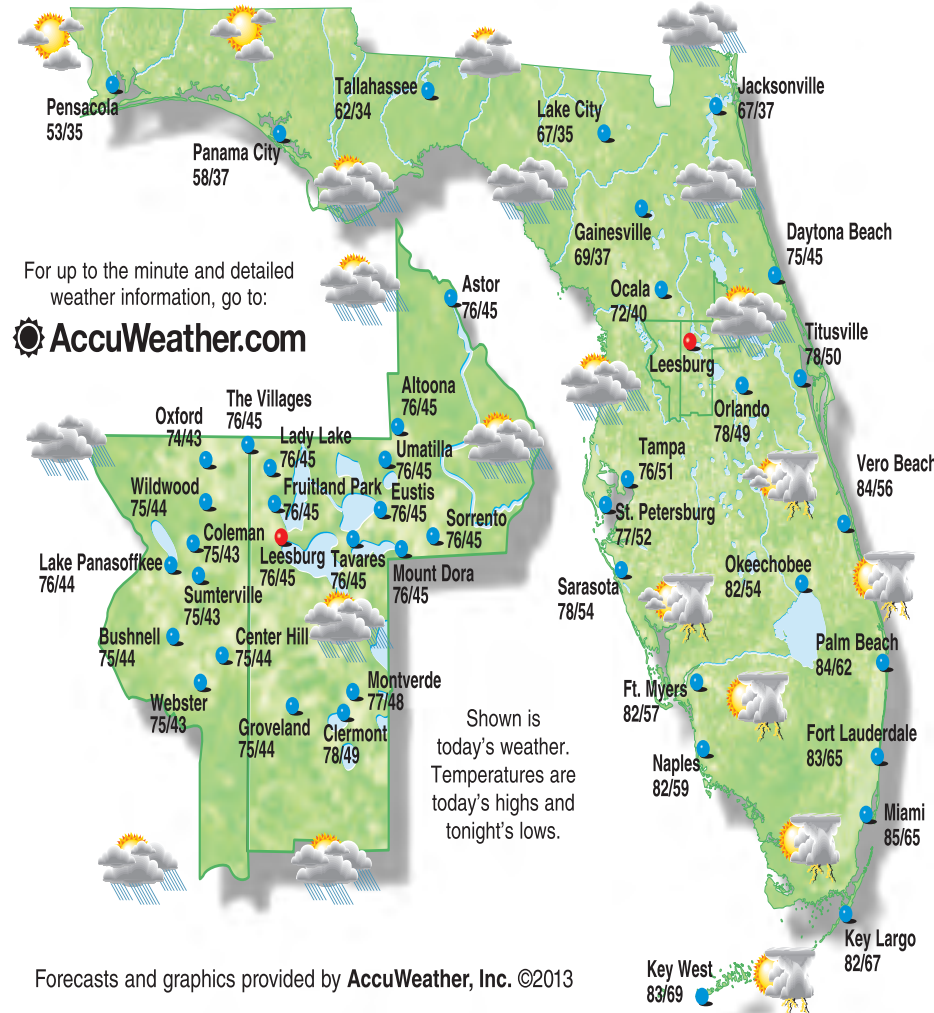 Pensacola
53/35
Panama City
58/37
Tallahassee
62/34
Lake City
67/35
Jacksonville
67/37
Gainesville
69/37
Daytona Beach
75/45
Ocala
72/40
Titusville
78/50
Leesburg
Orlando
78/49
Tampa
76/51
Vero Beach
84/56
St. Petersburg
77/52
Okeechobee
82/54
Sarasota
78/54
Palm Beach
84/62
Ft. Myers
82/57
Fort Lauderdale
83/65
Naples
82/59
Miami
85/65
Key Largo
82/67
Key West
83/69
For up to the minute and detailed
weather information, go to:
AccuWeather.com
Astor
76/45
Altoona
76/45
The Villages
76/45
Oxford
74/43
Lady Lake
76/45
Umatilla
76/45
Wildwood
75/44
Fruitland Park
76/45
Eustis
76/45
Coleman
75/43
Leesburg
76/45
Tavares
76/45
Sorrento
76/45
Lake Panasoffkee
76/44
Mount Dora
76/45
Sumterville
75/43
Bushnell
75/44
Center Hill
75/44
Webster
75/43
Montverde
77/48
Groveland
75/44
Clermont
78/49
Shown is
today's weather.
Temperatures are
today's highs and
tonight's lows.
Forecasts and graphics provided by AccuWeather, Inc. ©2013